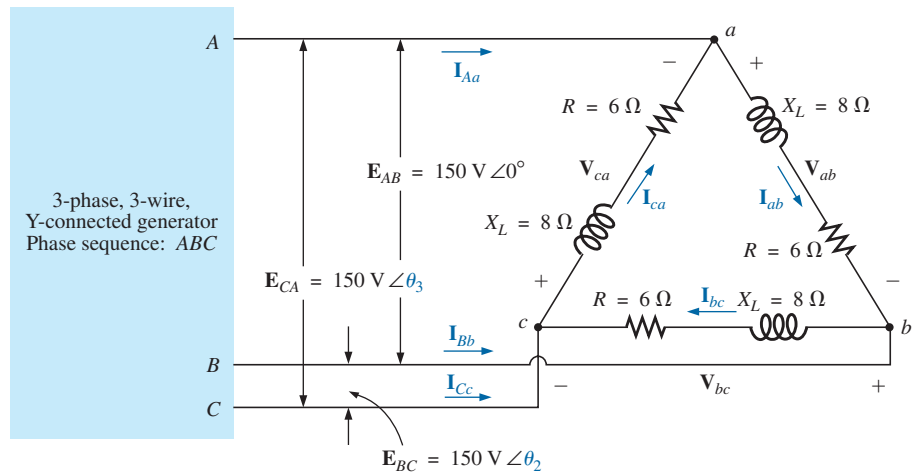 A
I_Aa
a
−
+
R = 6 Ω
X_L = 8 Ω
E_AB = 150 V ∠0°
V_ca
V_ab
3-phase, 3-wire,
Y-connected generator
Phase sequence: ABC
I_ca
I_ab
X_L = 8 Ω
R = 6 Ω
E_CA = 150 V ∠θ_3
+
−
R = 6 Ω
I_bc
X_L = 8 Ω
c
b
I_Bb
B
I_Cc
−
V_bc
+
C
E_BC = 150 V ∠θ_2